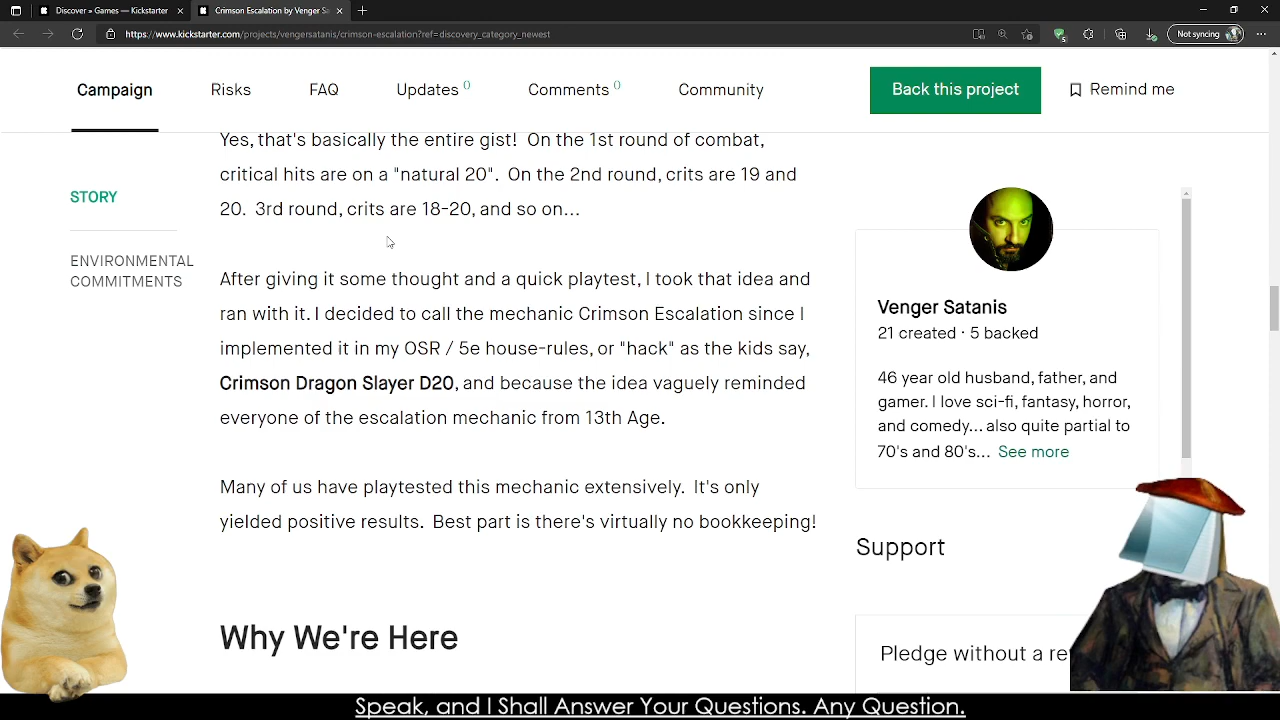 Discover » Games — Kickstarter
Crimson Escalation by Venger Sa
https://www.kickstarter.com/projects/vengersatanis/crimson-escalation?ref=discovery_category_newest
Not syncing
Campaign
Risks
FAQ
Updates 0
Comments 0
Community
Back this project
Remind me
STORY
ENVIRONMENTAL
COMMITMENTS
Yes, that's basically the entire gist!  On the 1st round of combat,
critical hits are on a "natural 20".  On the 2nd round, crits are 19 and
20.  3rd round, crits are 18-20, and so on...
After giving it some thought and a quick playtest, I took that idea and
ran with it. I decided to call the mechanic Crimson Escalation since I
implemented it in my OSR / 5e house-rules, or "hack" as the kids say,
Crimson Dragon Slayer D20, and because the idea vaguely reminded
everyone of the escalation mechanic from 13th Age.
Many of us have playtested this mechanic extensively.  It's only
yielded positive results.  Best part is there's virtually no bookkeeping!
Why We're Here
Venger Satanis
21 created · 5 backed
46 year old husband, father, and
gamer. I love sci-fi, fantasy, horror,
and comedy... also quite partial to
70's and 80's... See more
Support
Pledge without a re
Speak, and I Shall Answer Your Questions. Any Question.